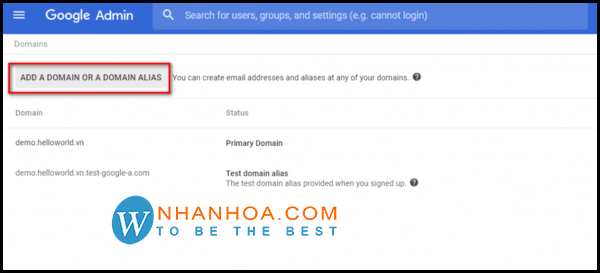 Google Admin
Search for users, groups, and settings (e.g. cannot login)
Domains
ADD A DOMAIN OR A DOMAIN ALIAS
You can create email addresses and aliases at any of your domains.
Domain Status
demo.helloworld.vn Primary Domain
demo.helloworld.vn.test-google-a.com Test domain alias
The test domain alias provided when you signed up.
W NHANHOA.COM
TO BE THE BEST